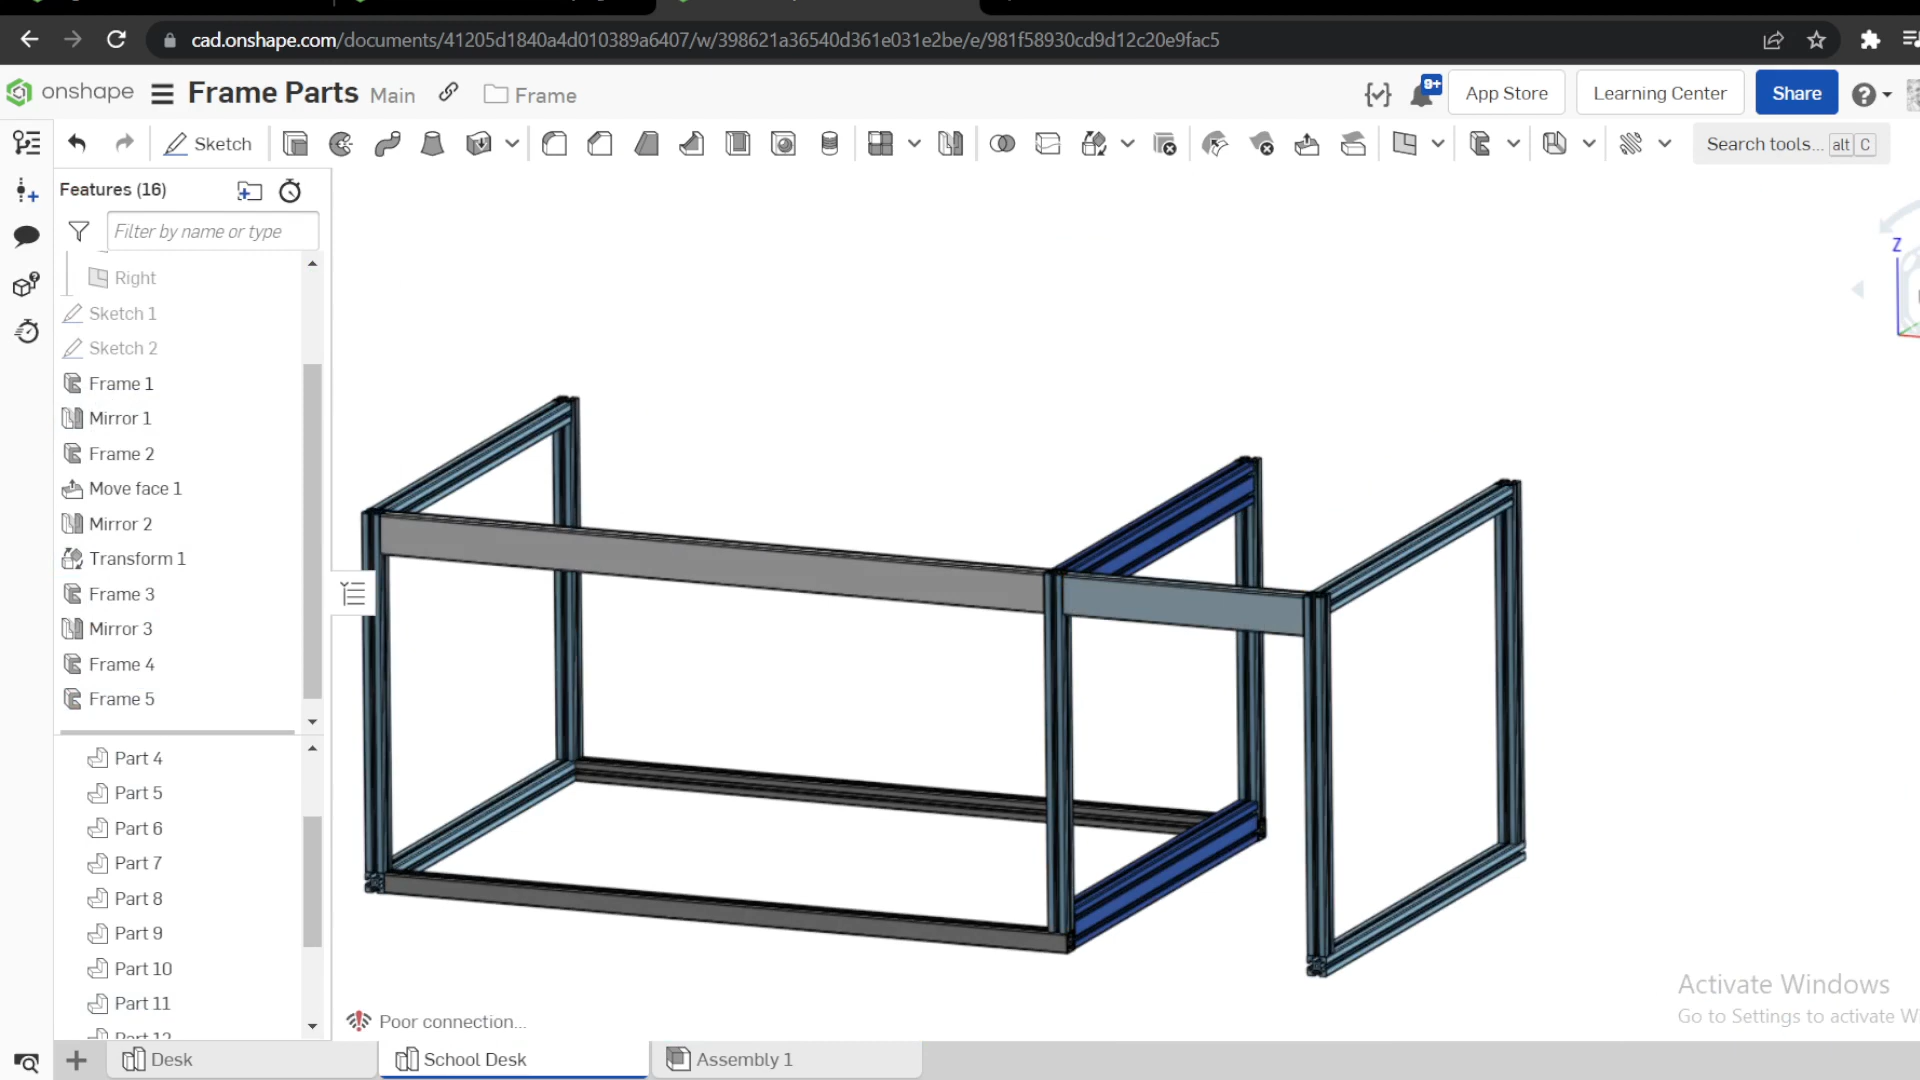 cad.onshape.com/documents/41205d1840a4d010389a6407/w/398621a36540d361e031e2be/e/981f58930cd9d12c20e9fac5
onshape Frame Parts Main Frame 9+ App Store Learning Center Share
Sketch Search tools... alt C
Features (16)
Filter by name or type
Right
Sketch 1
Sketch 2
Frame 1
Mirror 1
Frame 2
Move face 1
Mirror 2
Transform 1
Frame 3
Mirror 3
Frame 4
Frame 5
Part 4
Part 5
Part 6
Part 7
Part 8
Part 9
Part 10
Part 11
Part 12
Z
Poor connection...
Activate Windows
Go to Settings to activate W
Desk School Desk Assembly 1